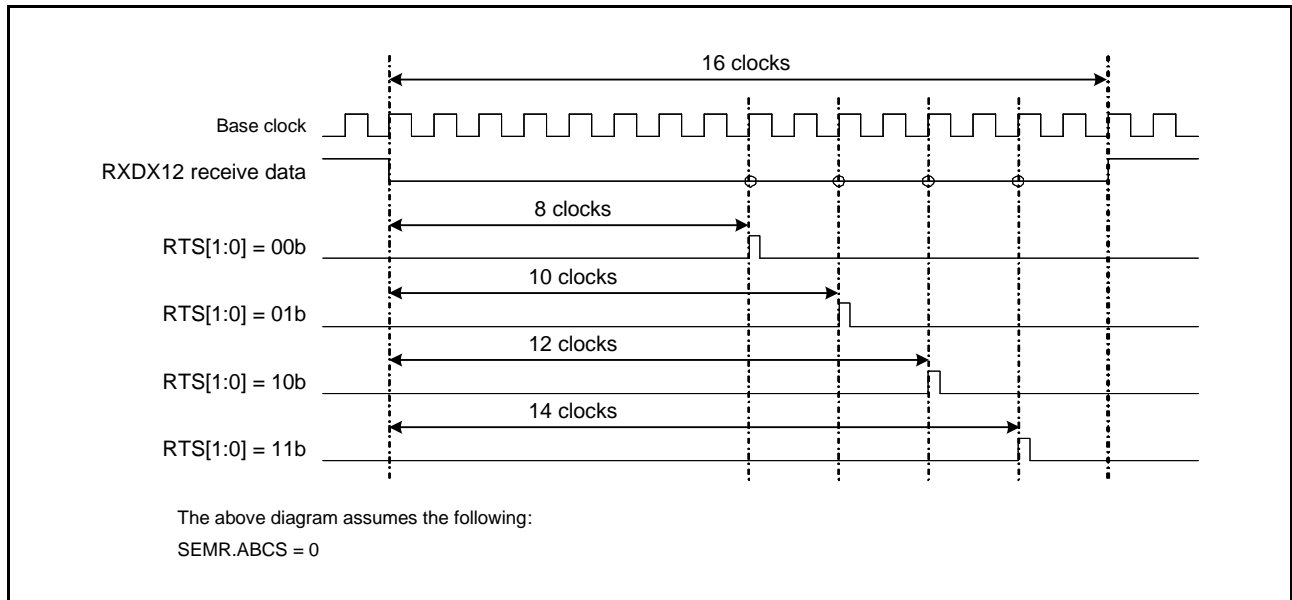 16 clocks
Base clock
RXDX12 receive data
8 clocks
RTS[1:0] = 00b
10 clocks
RTS[1:0] = 01b
12 clocks
RTS[1:0] = 10b
14 clocks
RTS[1:0] = 11b
The above diagram assumes the following:
SEMR.ABCS = 0